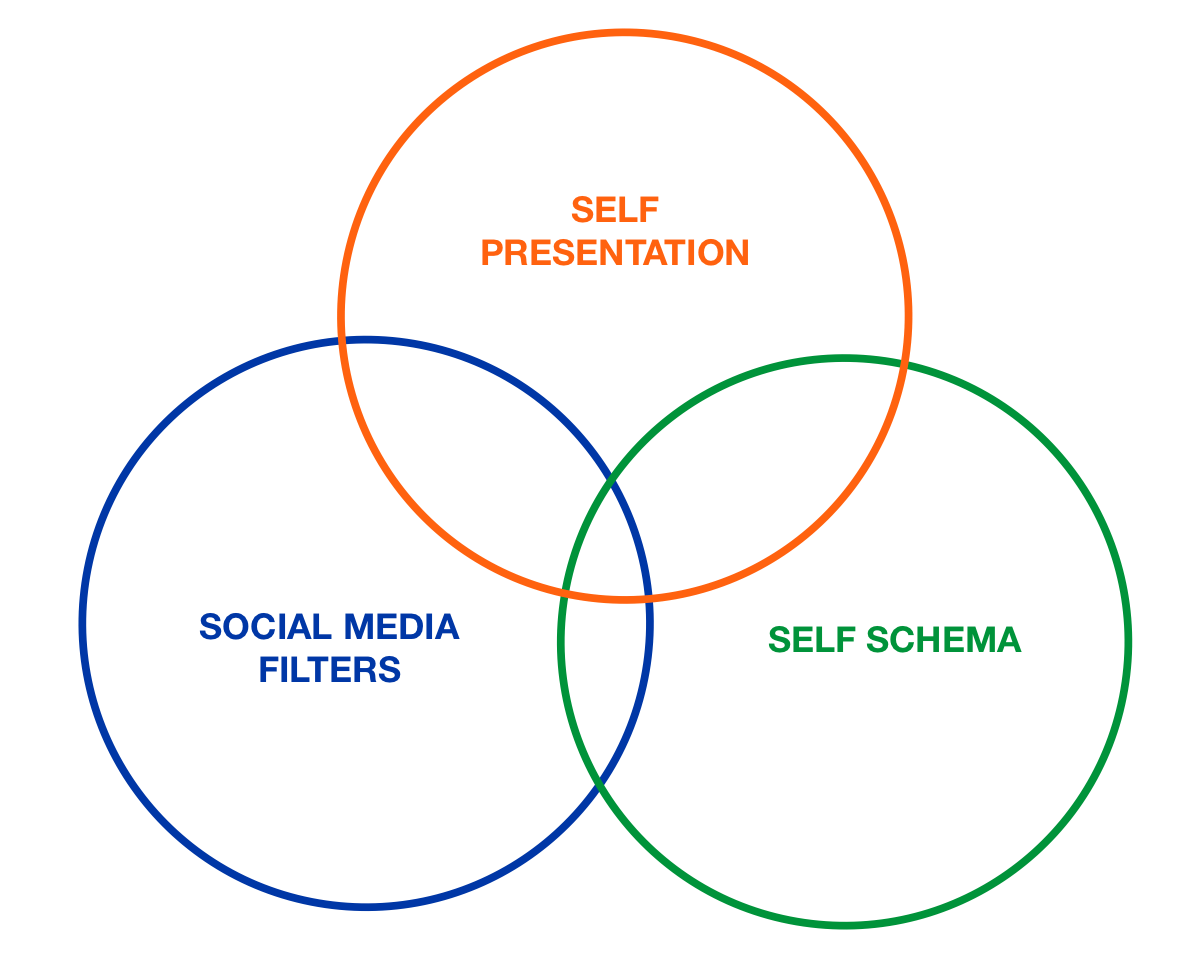 SELF
PRESENTATION
SOCIAL MEDIA
FILTERS
SELF SCHEMA